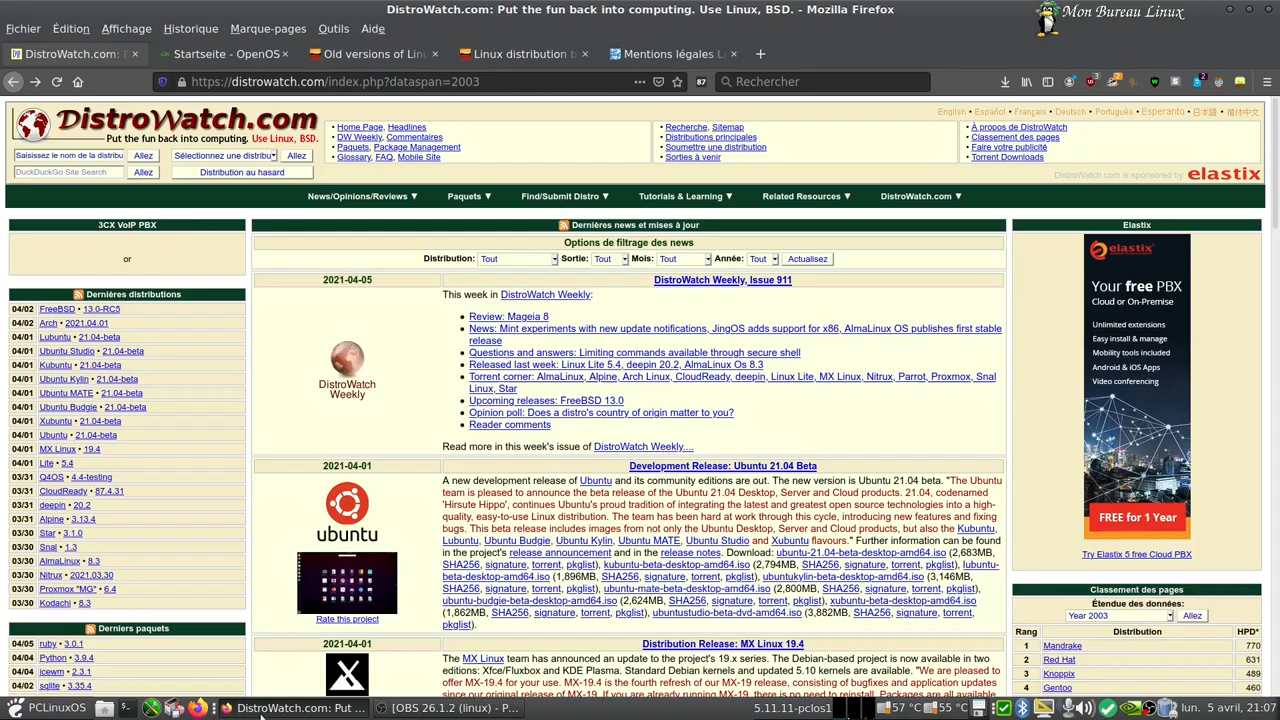 DistroWatch.com: Put the fun back into computing. Use Linux, BSD. - Mozilla Firefox
Mon Bureau Linux
Fichier Édition Affichage Historique Marque-pages Outils Aide
DistroWatch.com: F
Startseite - OpenOS
Old versions of Linux
Linux distribution b
Mentions légales L
https://distrowatch.com/index.php?dataspan=2003
87
Rechercher
DistroWatch.com
Put the fun back into computing. Use Linux, BSD.
English • Español • Français • Deutsch • Português • Esperanto • 日本語 • 简体中文
Saisissez le nom de la distribu Allez Sélectionnez une distribu Allez
DuckDuckGo Site Search Allez Distribution au hasard
• Home Page, Headlines
• DW Weekly, Commentaires
• Paquets, Package Management
• Glossary, FAQ, Mobile Site
• Recherche, Sitemap
• Distributions principales
• Soumettre une distribution
• Sorties à venir
• À propos de DistroWatch
• Classement des pages
• Faire votre publicité
• Torrent Downloads
DistroWatch.com is sponsored by elastix
News/Opinions/Reviews ▼ Paquets ▼ Find/Submit Distro ▼ Tutorials & Learning ▼ Related Resources ▼ DistroWatch.com ▼
3CX VoIP PBX
or
Dernières distributions
04/02 FreeBSD • 13.0-RC5
04/02 Arch • 2021.04.01
04/01 Lubuntu • 21.04-beta
04/01 Ubuntu Studio • 21.04-beta
04/01 Kubuntu • 21.04-beta
04/01 Ubuntu Kylin • 21.04-beta
04/01 Ubuntu MATE • 21.04-beta
04/01 Ubuntu Budgie • 21.04-beta
04/01 Xubuntu • 21.04-beta
04/01 Ubuntu • 21.04-beta
04/01 MX Linux • 19.4
04/01 Lite • 5.4
03/31 Q4OS • 4.4-testing
03/31 CloudReady • 87.4.31
03/31 deepin • 20.2
03/31 Alpine • 3.13.4
03/31 Star • 3.1.0
03/30 Snal • 1.3
03/30 AlmaLinux • 8.3
03/30 Nitrux • 2021.03.30
03/30 Proxmox "MG" • 6.4
03/30 Kodachi • 8.3
Derniers paquets
04/05 ruby • 3.0.1
04/04 Python • 3.9.4
04/04 icewm • 2.3.1
04/02 sqlite • 3.35.4
Dernières news et mises à jour
Options de filtrage des news
Distribution: Tout Sortie: Tout Mois: Tout Année: Tout Actualisez
2021-04-05 DistroWatch Weekly, Issue 911
DistroWatch
Weekly
This week in DistroWatch Weekly:
• Review: Mageia 8
• News: Mint experiments with new update notifications, JingOS adds support for x86, AlmaLinux OS publishes first stable
release
• Questions and answers: Limiting commands available through secure shell
• Released last week: Linux Lite 5.4, deepin 20.2, AlmaLinux Os 8.3
• Torrent corner: AlmaLinux, Alpine, Arch Linux, CloudReady, deepin, Linux Lite, MX Linux, Nitrux, Parrot, Proxmox, Snal
Linux, Star
• Upcoming releases: FreeBSD 13.0
• Opinion poll: Does a distro's country of origin matter to you?
• Reader comments
Read more in this week's issue of DistroWatch Weekly....
2021-04-01 Development Release: Ubuntu 21.04 Beta
ubuntu
Rate this project
A new development release of Ubuntu and its community editions are out. The new version is Ubuntu 21.04 beta. "The Ubuntu
team is pleased to announce the beta release of the Ubuntu 21.04 Desktop, Server and Cloud products. 21.04, codenamed
'Hirsute Hippo', continues Ubuntu's proud tradition of integrating the latest and greatest open source technologies into a high-
quality, easy-to-use Linux distribution. The team has been hard at work through this cycle, introducing new features and fixing
bugs. This beta release includes images from not only the Ubuntu Desktop, Server and Cloud products, but also the Kubuntu,
Lubuntu, Ubuntu Budgie, Ubuntu Kylin, Ubuntu MATE, Ubuntu Studio and Xubuntu flavours." Further information can be found
in the project's release announcement and in the release notes. Download: ubuntu-21.04-beta-desktop-amd64.iso (2,683MB,
SHA256, signature, torrent, pkglist), kubuntu-beta-desktop-amd64.iso (2,794MB, SHA256, signature, torrent, pkglist), lubuntu-
beta-desktop-amd64.iso (1,896MB, SHA256, signature, torrent, pkglist), ubuntukylin-beta-desktop-amd64.iso (3,146MB,
SHA256, signature, torrent, pkglist), ubuntu-mate-beta-desktop-amd64.iso (2,800MB, SHA256, signature, torrent, pkglist),
ubuntu-budgie-beta-desktop-amd64.iso (2,624MB, SHA256, signature, torrent, pkglist), xubuntu-beta-desktop-amd64.iso
(1,862MB, SHA256, signature, torrent, pkglist), ubuntustudio-beta-dvd-amd64.iso (3,882MB, SHA256, signature, torrent,
pkglist).
2021-04-01 Distribution Release: MX Linux 19.4
The MX Linux team has announced an update to the project's 19.x series. The Debian-based project is now available in two
editions: Xfce/Fluxbox and KDE Plasma. Standard Debian kernels and updated 5.10 kernels are available. "We are pleased to
offer MX-19.4 for your use. MX-19.4 is the fourth refresh of our MX-19 release, consisting of bugfixes and application updates
since our original release of MX-19. If you are already running MX-19, there is no need to reinstall. Packages are all available
Elastix
elastix
Your free PBX
Cloud or On-Premise
Unlimited extensions
Easy install & manage
Mobility tools included
Android & iOS Apps
Video conferencing
FREE for 1 Year
Try Elastix 5 free Cloud PBX
Classement des pages
Étendue des données:
Year 2003 Allez
Rang Distribution HPD*
1 Mandrake 770
2 Red Hat 631
3 Knoppix 489
4 Gentoo 460
PCLinuxOS DistroWatch.com: Put ... [OBS 26.1.2 (linux) - P... 5.11.11-pclos1 57 °C 55 °C lun. 5 avril, 21:07